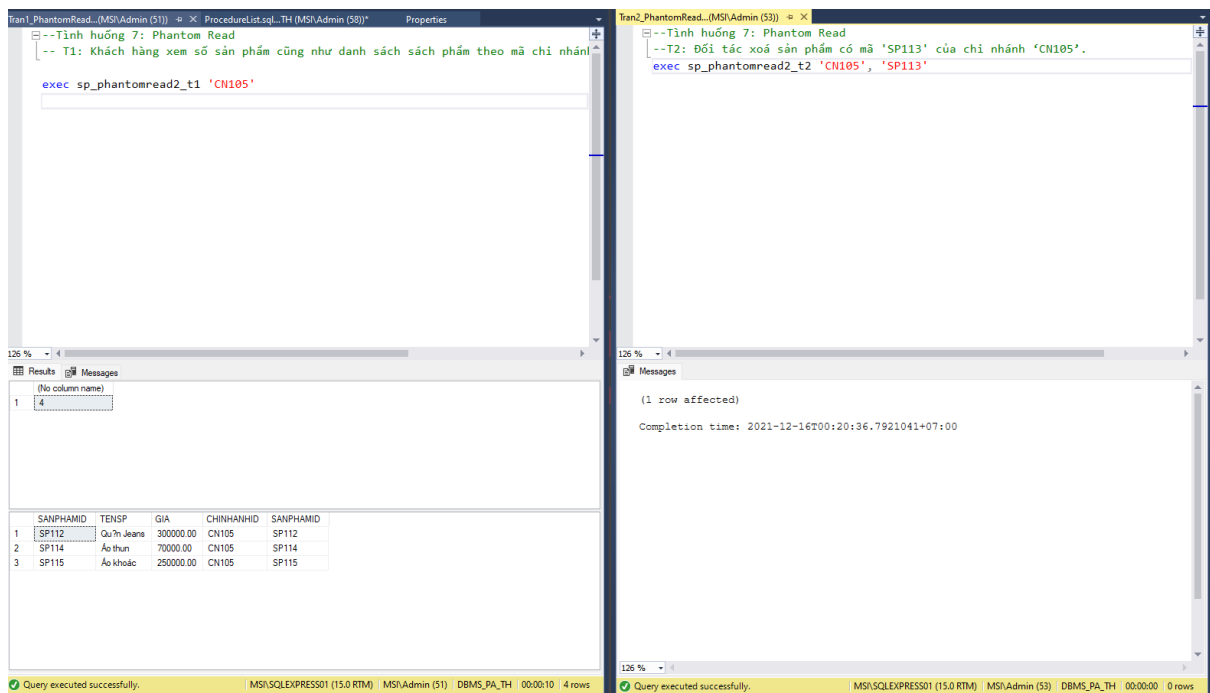 Tran1_PhantomRead...(MSI\Admin (51))
ProcedureList.sql...TH (MSI\Admin (58))*
Properties
--Tình huống 7: Phantom Read
-- T1: Khách hàng xem số sản phẩm cũng như danh sách sách phẩm theo mã chi nhánh
exec sp_phantomread2_t1 'CN105'
126 %
Results
Messages
(No column name)
1 4
SANPHAMID TENSP GIA CHINHANHID SANPHAMID
1 SP112 Qu?n Jeans 300000.00 CN105 SP112
2 SP114 Áo thun 70000.00 CN105 SP114
3 SP115 Áo khoác 250000.00 CN105 SP115
Query executed successfully. MSI\SQLEXPRESS01 (15.0 RTM) MSI\Admin (51) DBMS_PA_TH 00:00:10 4 rows
Tran2_PhantomRead...(MSI\Admin (53))
--Tình huống 7: Phantom Read
--T2: Đối tác xoá sản phẩm có mã 'SP113' của chi nhánh ‘CN105’.
exec sp_phantomread2_t2 'CN105', 'SP113'
126 %
Messages
(1 row affected)
Completion time: 2021-12-16T00:20:36.7921041+07:00
126 %
Query executed successfully. MSI\SQLEXPRESS01 (15.0 RTM) MSI\Admin (53) DBMS_PA_TH 00:00:00 0 rows